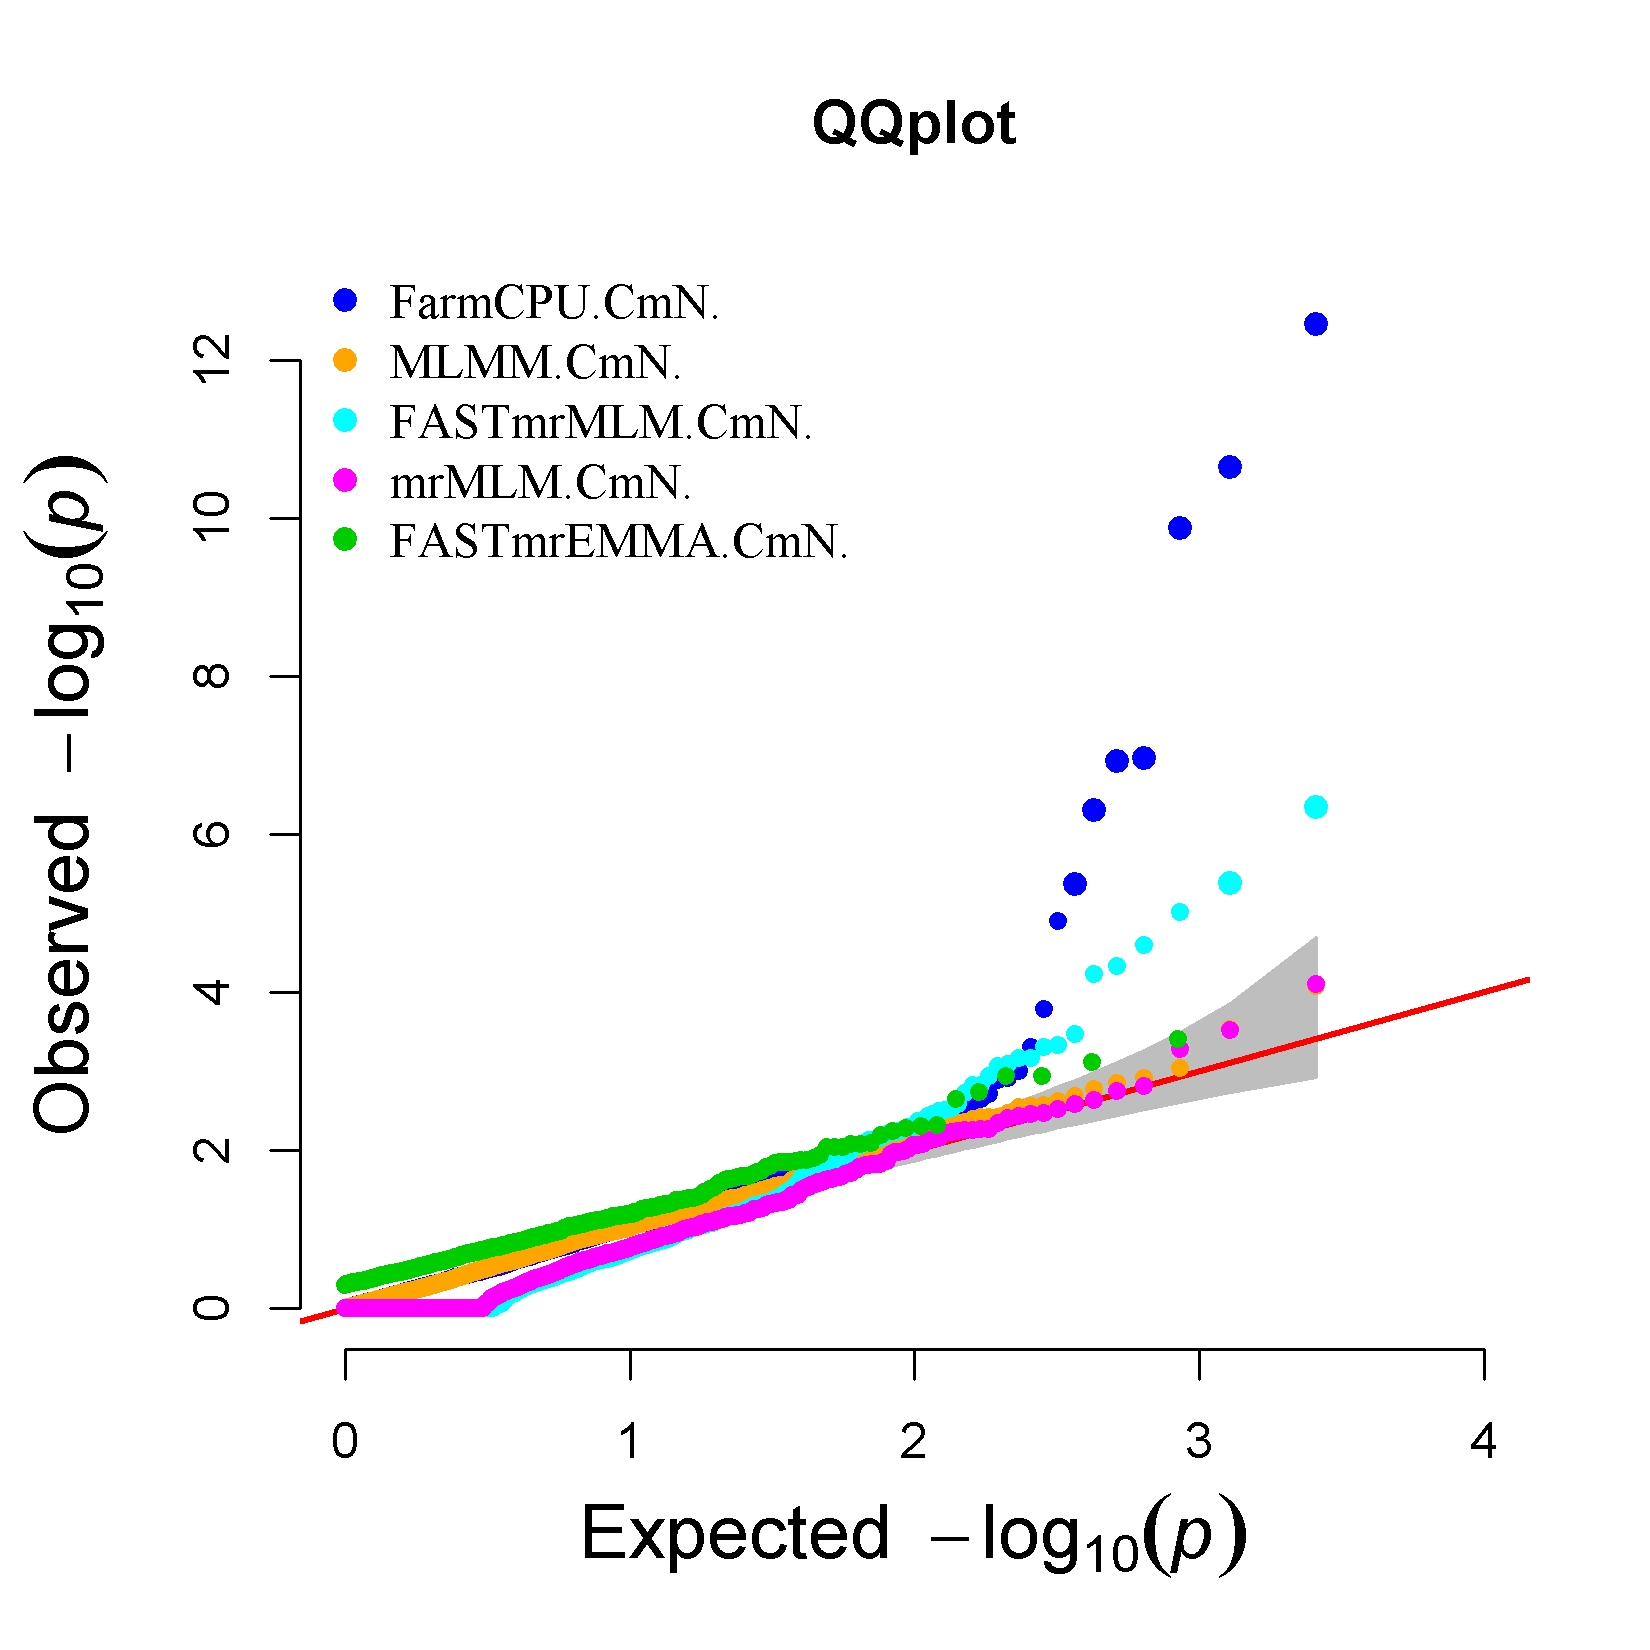 QQplot
FarmCPU.CmN.
MLMM.CmN.
FASTmrMLM.CmN.
mrMLM.CmN.
FASTmrEMMA.CmN.
Observed −log10(p)
12
10
8
6
4
2
0
0 1 2 3 4
Expected −log10(p)